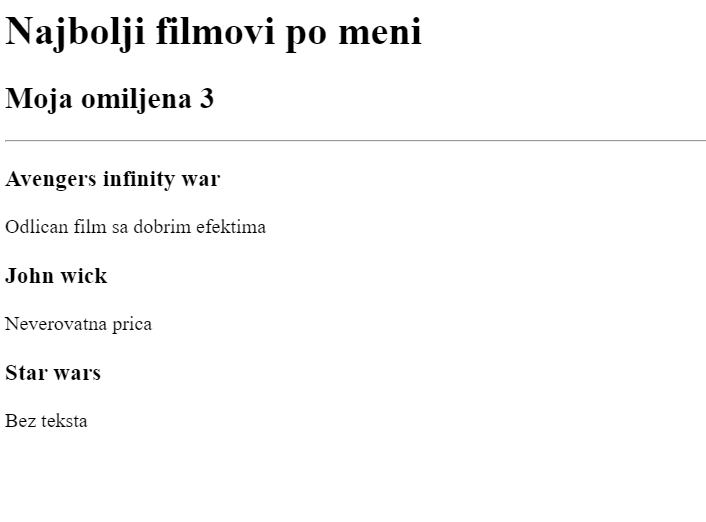 Najbolji filmovi po meni
Moja omiljena 3
Avengers infinity war
Odlican film sa dobrim efektima
John wick
Neverovatna prica
Star wars
Bez teksta